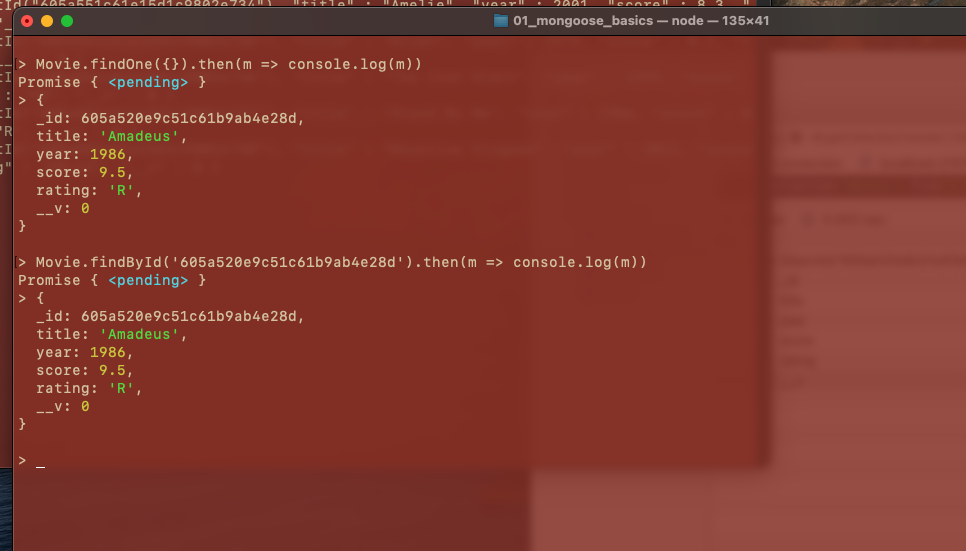 tId("605a551c61e15d1c9802e734"), "title" : "Amelie", "year" : 2001, "score" : 8.3, "
01_mongoose_basics — node — 135×41
> Movie.findOne({}).then(m => console.log(m))
Promise { <pending> }
> {
_id: 605a520e9c51c61b9ab4e28d,
title: 'Amadeus',
year: 1986,
score: 9.5,
rating: 'R',
__v: 0
}
> Movie.findById('605a520e9c51c61b9ab4e28d').then(m => console.log(m))
Promise { <pending> }
> {
_id: 605a520e9c51c61b9ab4e28d,
title: 'Amadeus',
year: 1986,
score: 9.5,
rating: 'R',
__v: 0
}
> _